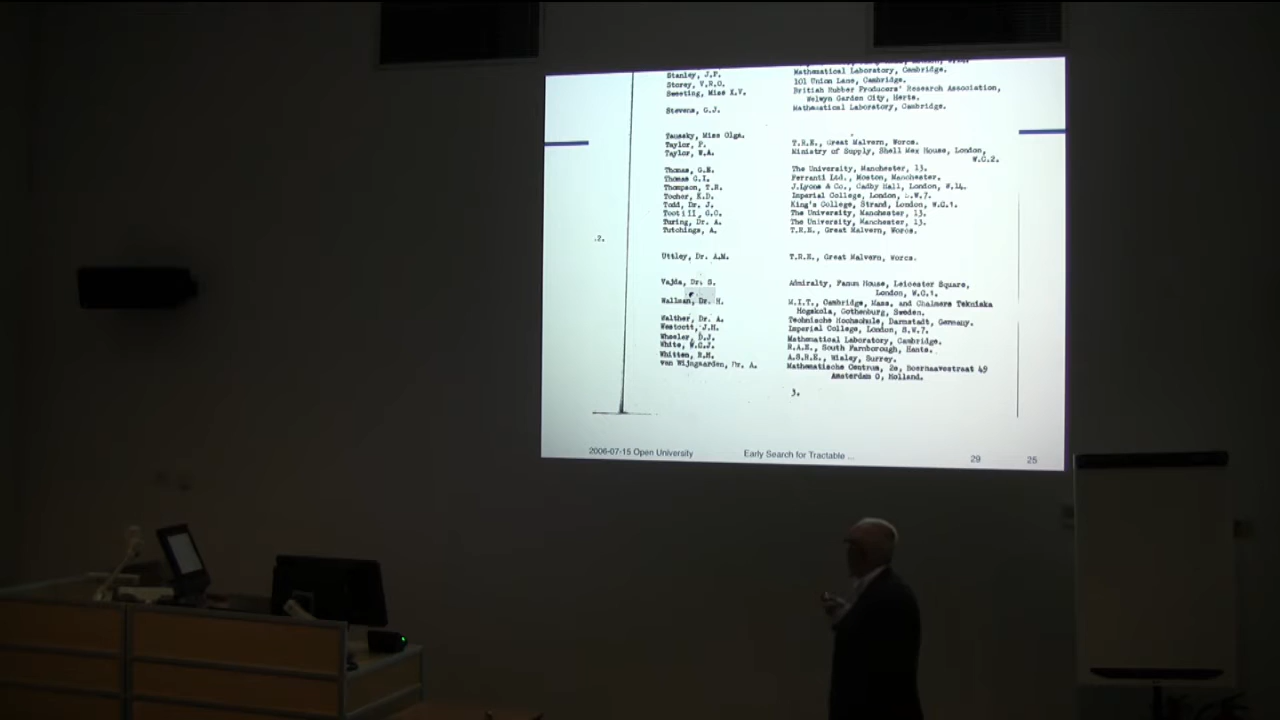 Stanley, J.P. Mathematical Laboratory, Cambridge.
Storey, V.R.O. 101 Union Lane, Cambridge.
Sweeting, Miss K.V. British Rubber Producers' Research Association,
Welwyn Garden City, Herts.
Stevens, G.J. Mathematical Laboratory, Cambridge.
Taussky, Miss Olga.
Taylor, F. T.R.E., Great Malvern, Worcs.
Taylor, W.A. Ministry of Supply, Shell Mex House, London,
W.C.2.
Thomas, G.N. The University, Manchester, 13.
Thomas G.I. Ferranti Ltd., Moston, Manchester.
Thompson, T.R. J.Lyons & Co., Cadby Hall, London, W.14.
Tocher, K.D. Imperial College, London, S.W.7.
Todd, Dr. J. King's College, Strand, London, W.C.1.
Tootill, G.C. The University, Manchester, 13.
Turing, Dr. A. The University, Manchester, 13.
Tutchings, A. T.R.E., Great Malvern, Worcs.
.2.
Uttley, Dr. A.M. T.R.E., Great Malvern, Worcs.
Vajda, Dr. S. Admiralty, Fanum House, Leicester Square,
London, W.C.1.
Wallman, Dr. H. M.I.T., Cambridge, Mass. and Chalmers Tekniska
Hogskola, Gothenburg, Sweden.
Walther, Dr. A. Technische Hochschule, Darmstadt, Germany.
Westcott, J.H. Imperial College, London, S.W.7.
Wheeler, D.J. Mathematical Laboratory, Cambridge.
White, W.G.J. R.A.E., South Farnborough, Hants.
Whitten, R.H. A.S.R.E., Witley, Surrey.
van Wijngaarden, Dr. A. Mathematische Centrum, 2e, Boerhaavestraat 49
Amsterdam O, Holland.
3.
2006-07-15 Open University Early Search for Tractable ... 29 25